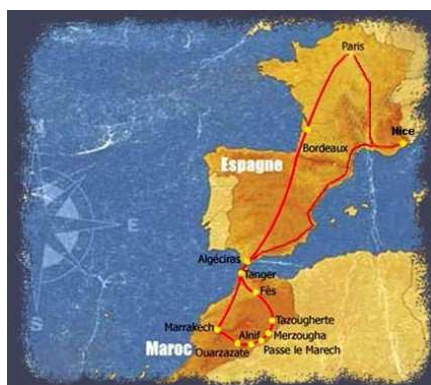 Paris
Nice
Bordeaux
Espagne
E
Algéciras
Tanger
Fès
Tazougherte
Marrakech
Alnif
Merzougha
Maroc
Ouarzazate
Passe le Marech
S